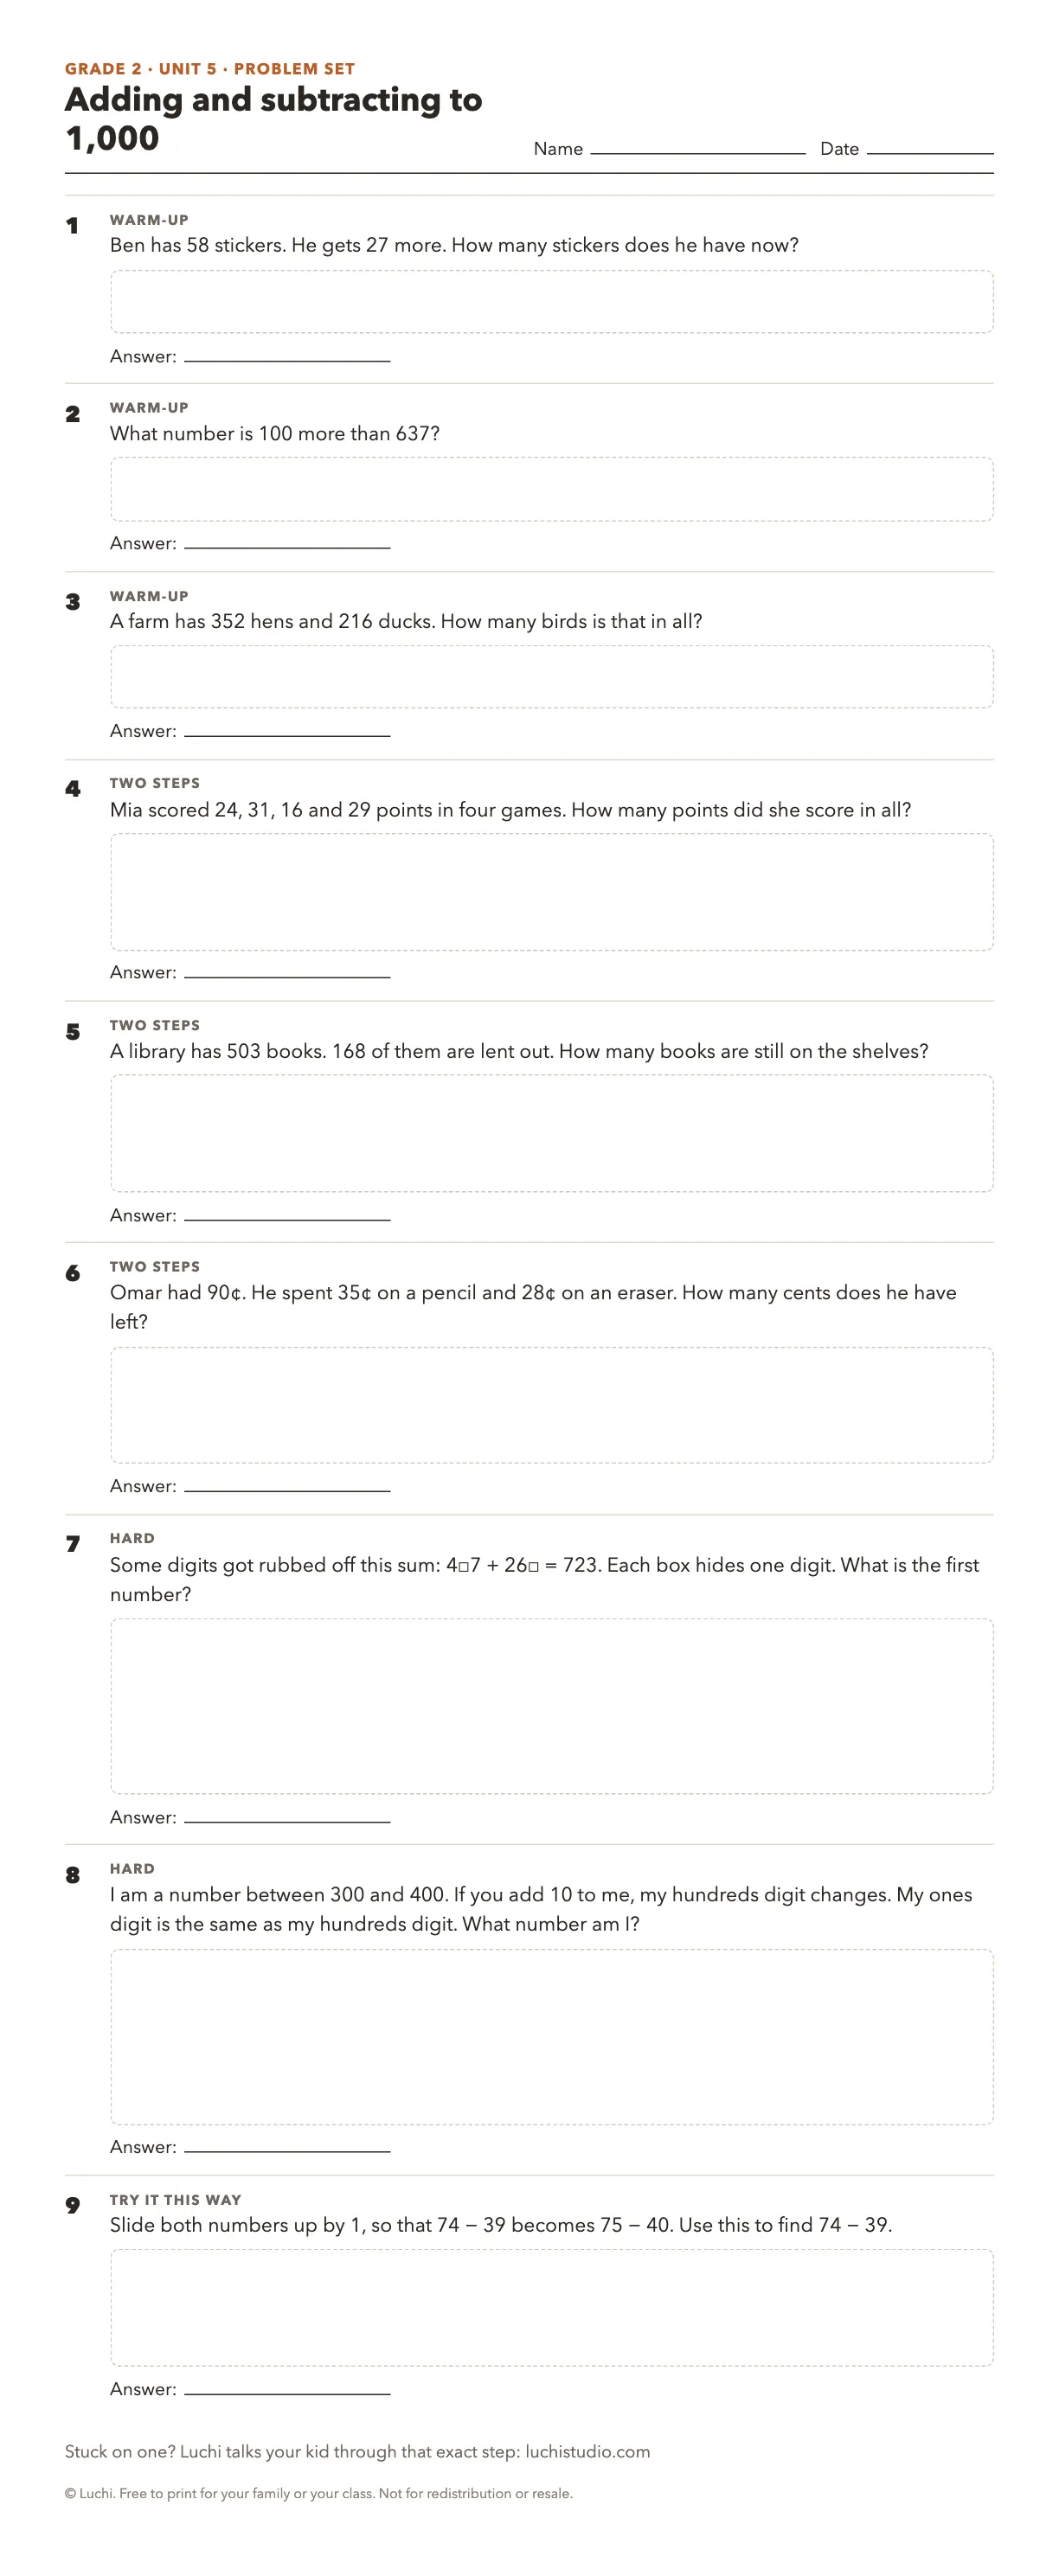 GRADE 2 · UNIT 5 · PROBLEM SET
Adding and subtracting to
1,000
Name Date
1
WARM-UP
Ben has 58 stickers. He gets 27 more. How many stickers does he have now?
Answer:
2
WARM-UP
What number is 100 more than 637?
Answer:
3
WARM-UP
A farm has 352 hens and 216 ducks. How many birds is that in all?
Answer:
4
TWO STEPS
Mia scored 24, 31, 16 and 29 points in four games. How many points did she score in all?
Answer:
5
TWO STEPS
A library has 503 books. 168 of them are lent out. How many books are still on the shelves?
Answer:
6
TWO STEPS
Omar had 90¢. He spent 35¢ on a pencil and 28¢ on an eraser. How many cents does he have
left?
Answer:
7
HARD
Some digits got rubbed off this sum: 4□7 + 26□ = 723. Each box hides one digit. What is the first
number?
Answer:
8
HARD
I am a number between 300 and 400. If you add 10 to me, my hundreds digit changes. My ones
digit is the same as my hundreds digit. What number am I?
Answer:
9
TRY IT THIS WAY
Slide both numbers up by 1, so that 74 − 39 becomes 75 − 40. Use this to find 74 − 39.
Answer:
Stuck on one? Luchi talks your kid through that exact step: luchistudio.com
© Luchi. Free to print for your family or your class. Not for redistribution or resale.